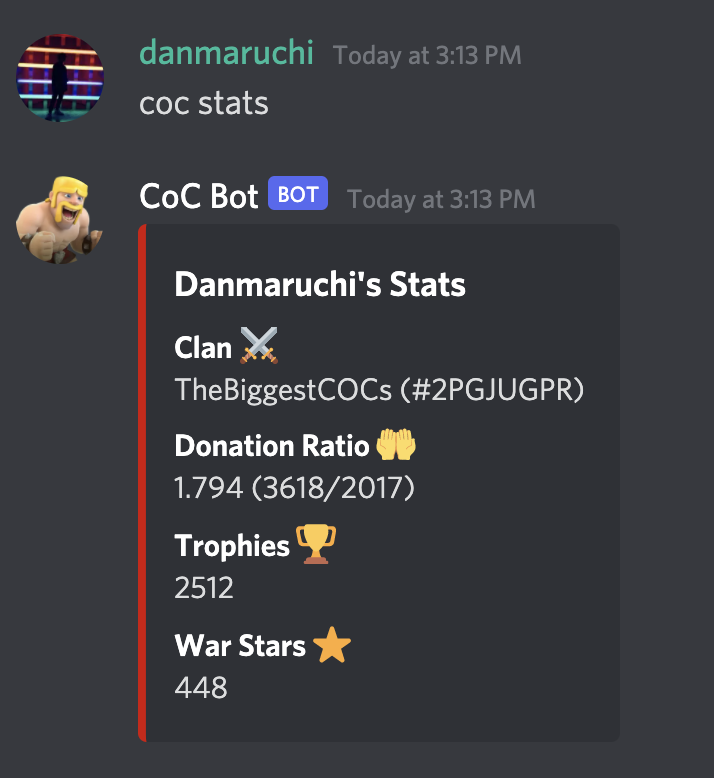 danmaruchi Today at 3:13 PM
coc stats
CoC Bot BOT Today at 3:13 PM
Danmaruchi's Stats
Clan ⚔️
TheBiggestCOCs (#2PGJUGPR)
Donation Ratio 🤲
1.794 (3618/2017)
Trophies 🏆
2512
War Stars ⭐
448